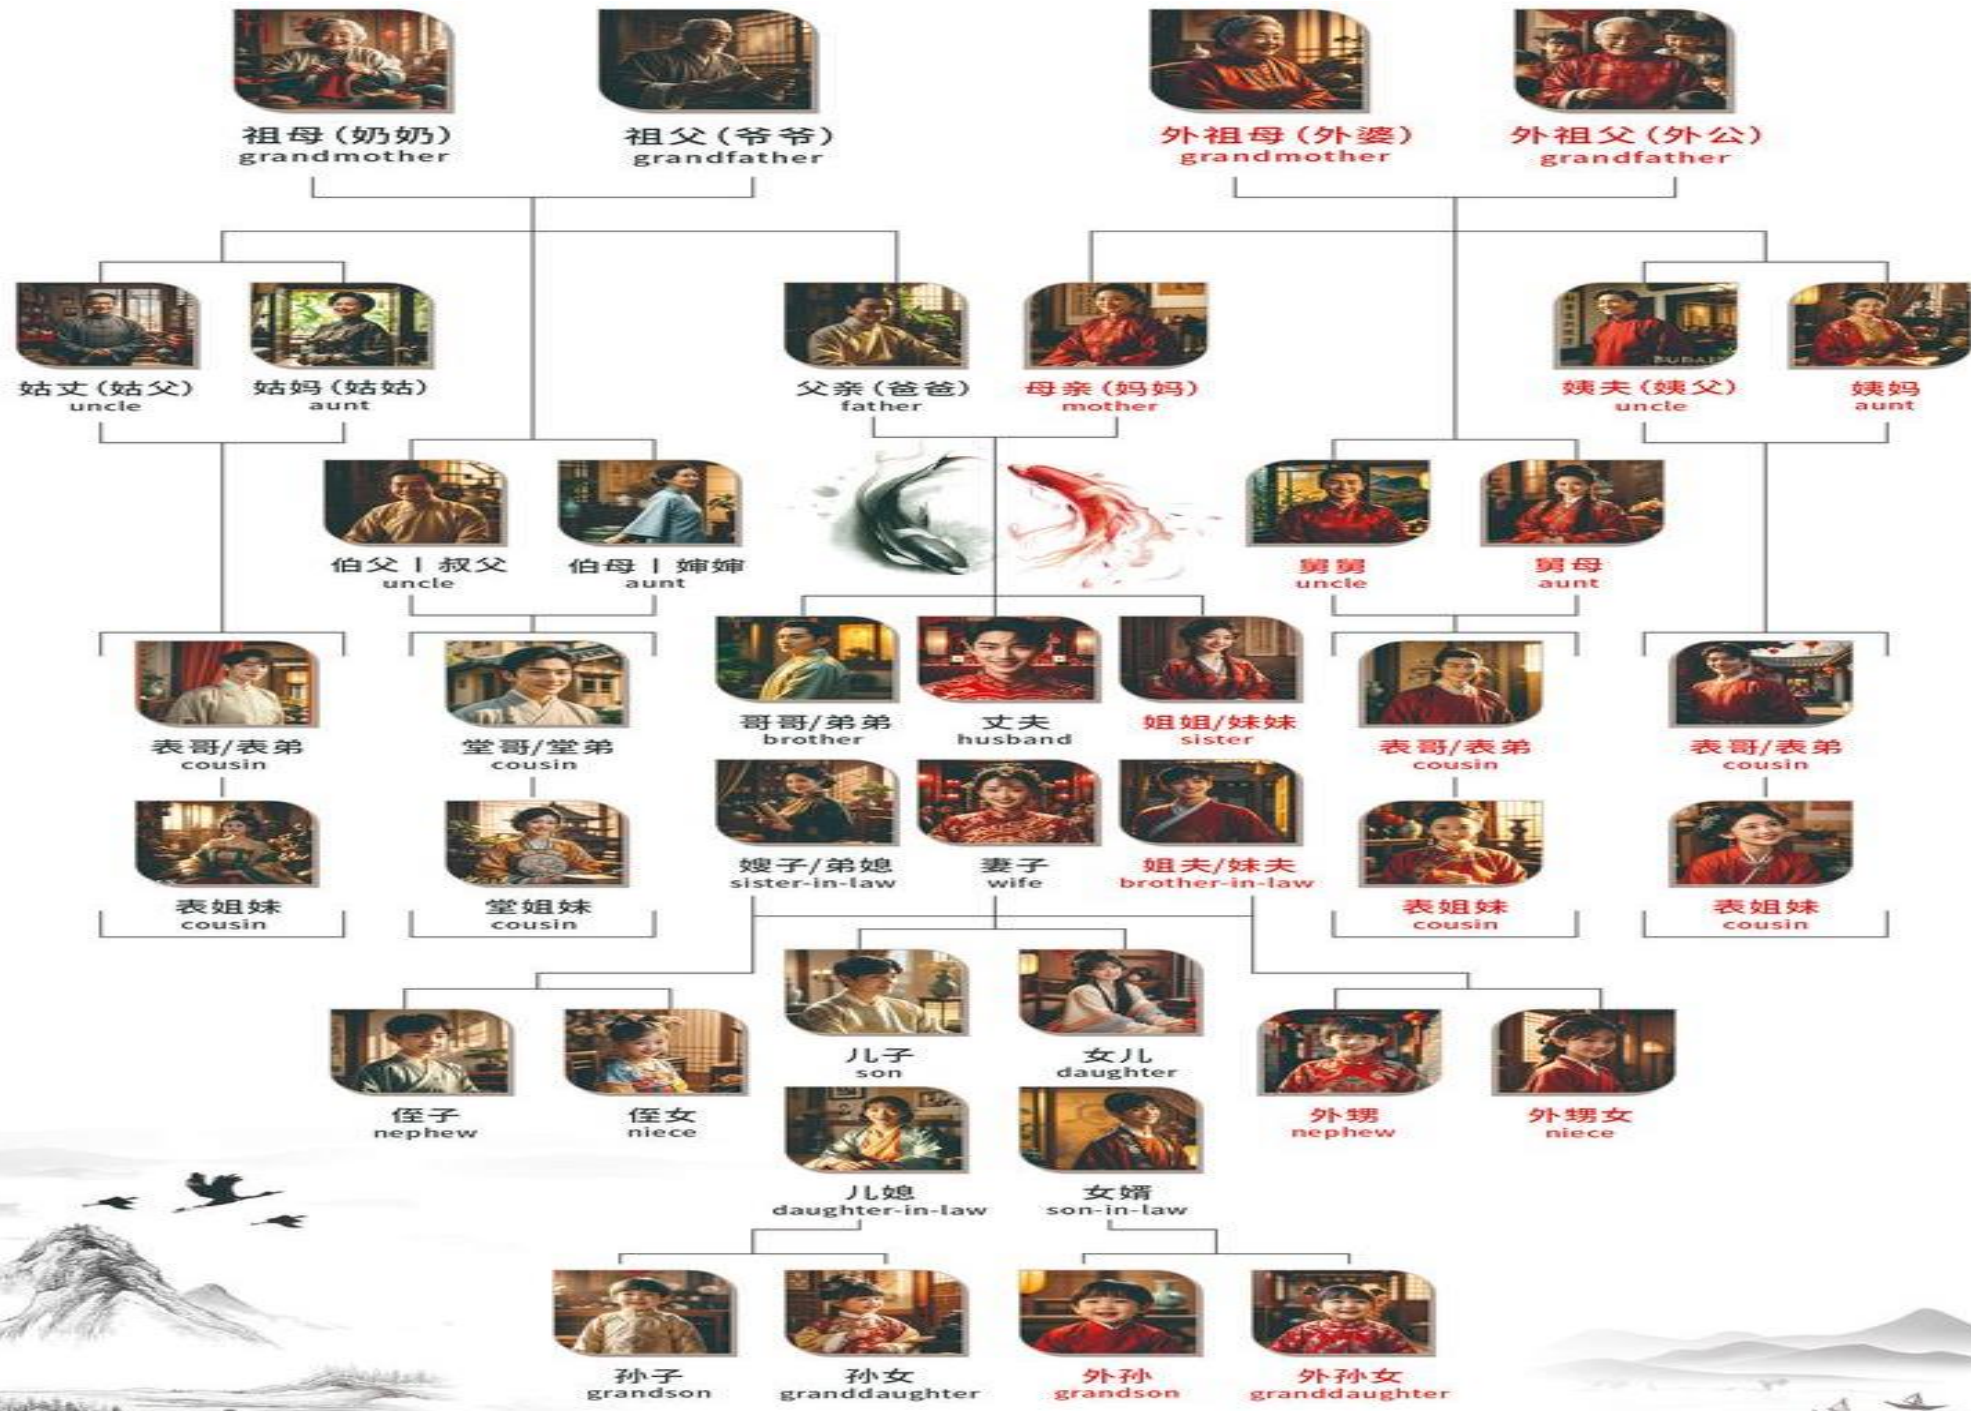 祖母(奶奶)
grandmother
祖父(爷爷)
grandfather
外祖母(外婆)
grandmother
外祖父(外公)
grandfather
姑丈(姑父)
uncle
姑妈(姑姑)
aunt
父亲(爸爸)
father
母亲(妈妈)
mother
姨夫(姨父)
uncle
姨妈
aunt
伯父|叔父
uncle
伯母|婶婶
aunt
舅舅
uncle
舅母
aunt
表哥/表弟
cousin
堂哥/堂弟
cousin
哥哥/弟弟
brother
丈夫
husband
姐姐/妹妹
sister
表哥/表弟
cousin
表哥/表弟
cousin
表姐妹
cousin
堂姐妹
cousin
嫂子/弟媳
sister-in-law
妻子
wife
姐夫/妹夫
brother-in-law
表姐妹
cousin
表姐妹
cousin
儿子
son
女儿
daughter
侄子
nephew
侄女
niece
外甥
nephew
外甥女
niece
儿媳
daughter-in-law
女婿
son-in-law
孙子
grandson
孙女
granddaughter
外孙
grandson
外孙女
granddaughter